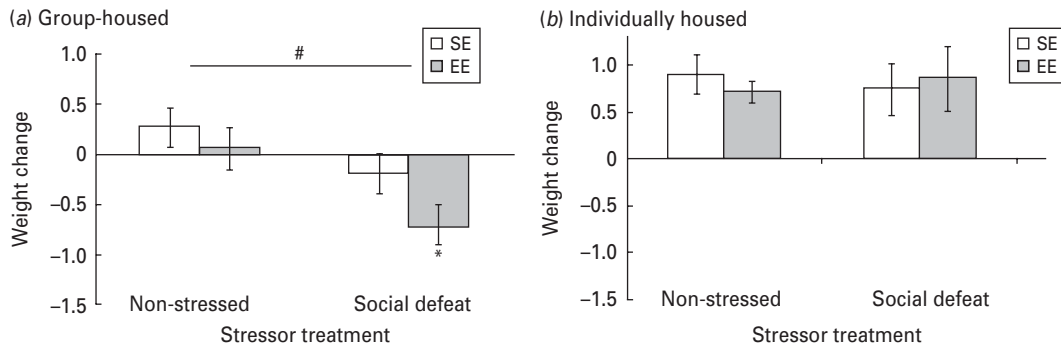 (a) Group-housed
SE
EE
#
1.0
0.5
0
−0.5
−1.0
−1.5
Weight change
*
Non-stressed
Social defeat
Stressor treatment
(b) Individually housed
SE
EE
1.0
0.5
0
−0.5
−1.0
−1.5
Weight change
Non-stressed
Social defeat
Stressor treatment